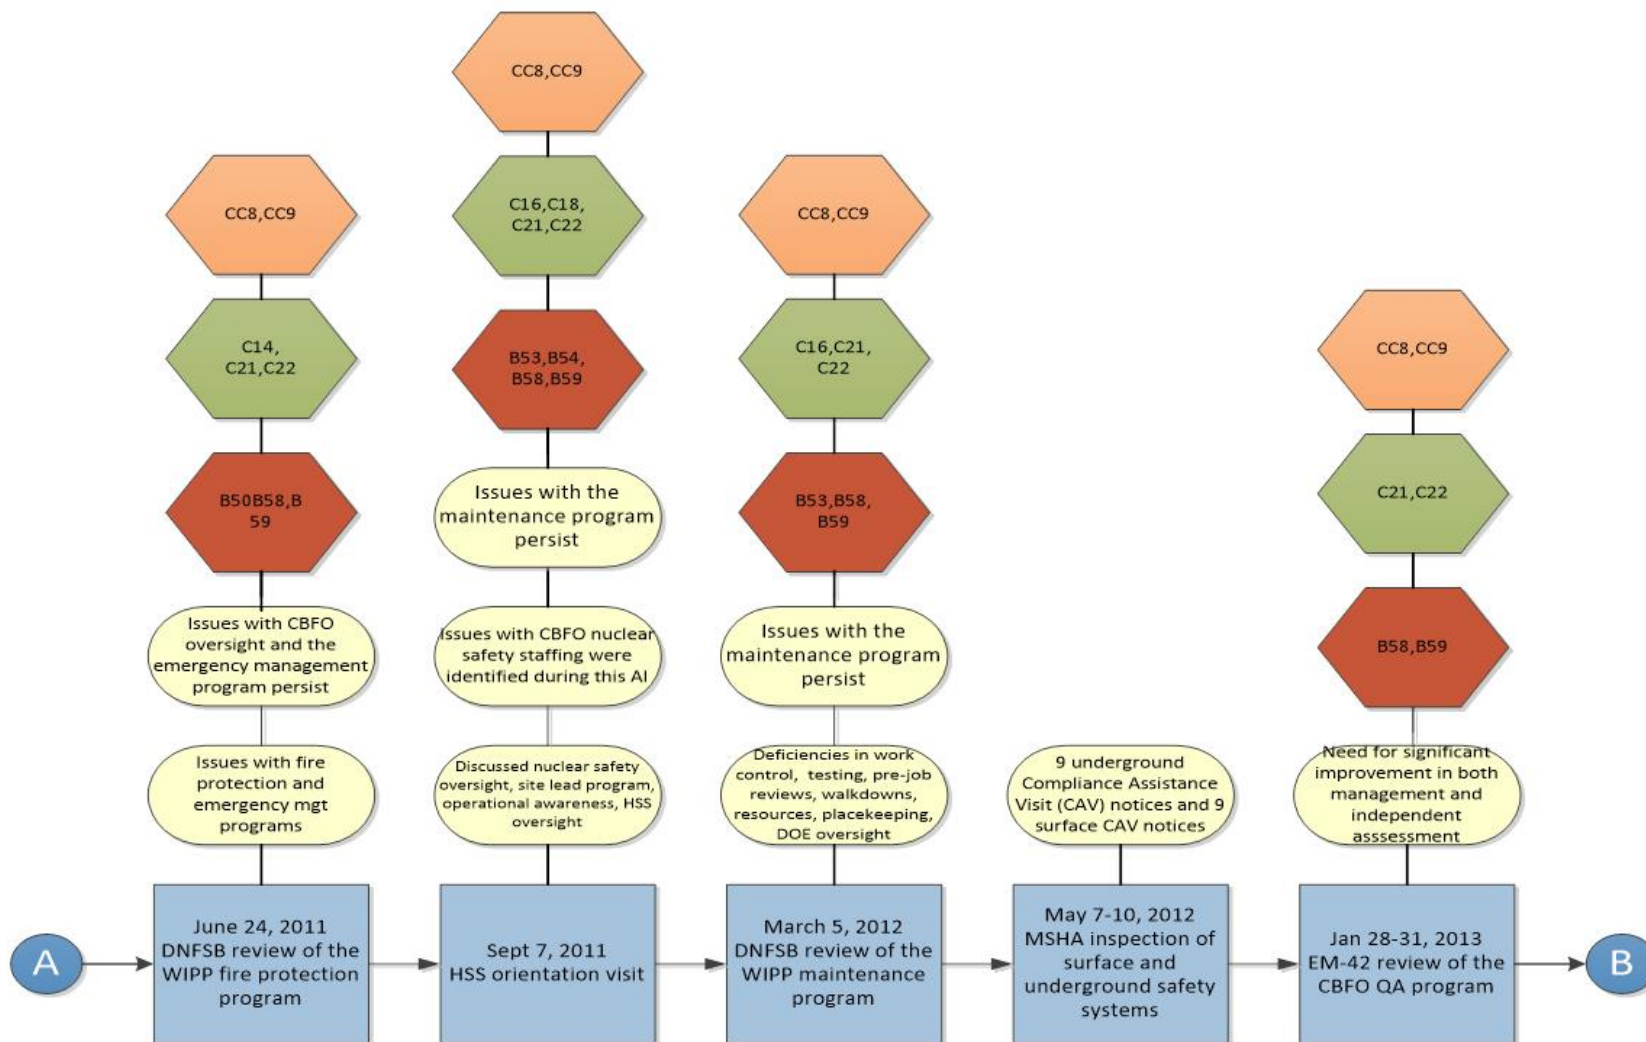 CC8,CC9
C14,
C21,C22
B50B58,B
59
Issues with CBFO
oversight and the
emergency management
program persist
Issues with fire
protection and
emergency mgt
programs
A
June 24, 2011
DNFSB review of the
WIPP fire protection
program
CC8,CC9
C16,C18,
C21,C22
B53,B54,
B58,B59
Issues with the
maintenance program
persist
Issues with CBFO nuclear
safety staffing were
identified during this AI
Discussed nuclear safety
oversight, site lead program,
operational awareness, HSS
oversight
Sept 7, 2011
HSS orientation visit
CC8,CC9
C16,C21,
C22
B53,B58,
B59
Issues with the
maintenance program
persist
Deficiencies in work
control, testing, pre-job
reviews, walkdowns,
resources, placekeeping,
DOE oversight
March 5, 2012
DNFSB review of the
WIPP maintenance
program
9 underground
Compliance Assistance
Visit (CAV) notices and 9
surface CAV notices
May 7-10, 2012
MSHA inspection of
surface and
underground safety
systems
CC8,CC9
C21,C22
B58,B59
Need for significant
improvement in both
management and
independent
asssessment
Jan 28-31, 2013
EM-42 review of the
CBFO QA program
B